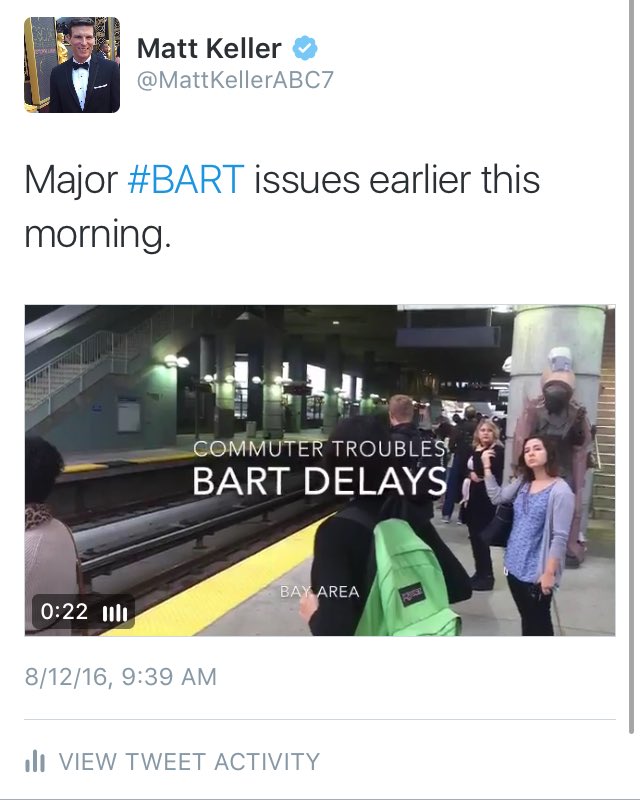 Matt Keller
@MattKellerABC7
Major #BART issues earlier this
morning.
COMMUTER TROUBLES
BART DELAYS
BAY AREA
0:22
8/12/16, 9:39 AM
VIEW TWEET ACTIVITY